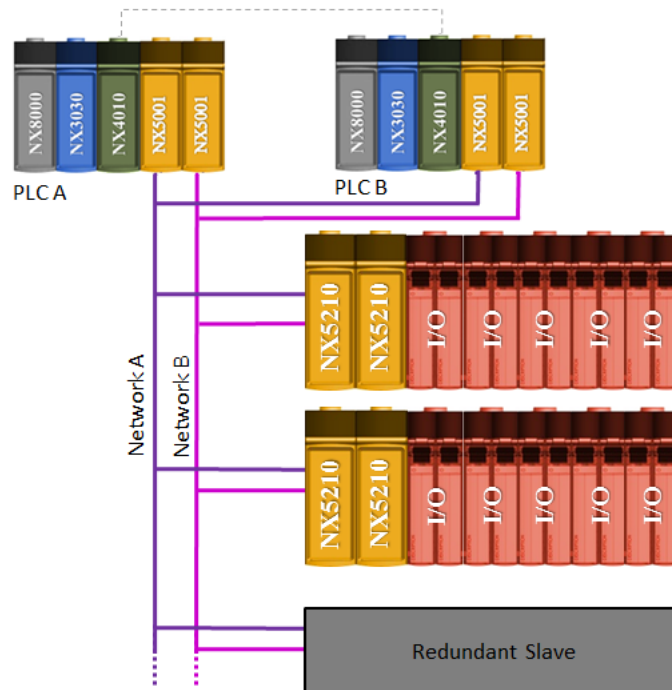 NX8000 NX3030 NX4010 NX5001 NX5001
NX8000 NX3030 NX4010 NX5001 NX5001
PLC A
PLC B
NX5210 NX5210 I/O I/O I/O I/O I/O
Network A
Network B
NX5210 NX5210 I/O I/O I/O I/O I/O
Redundant Slave